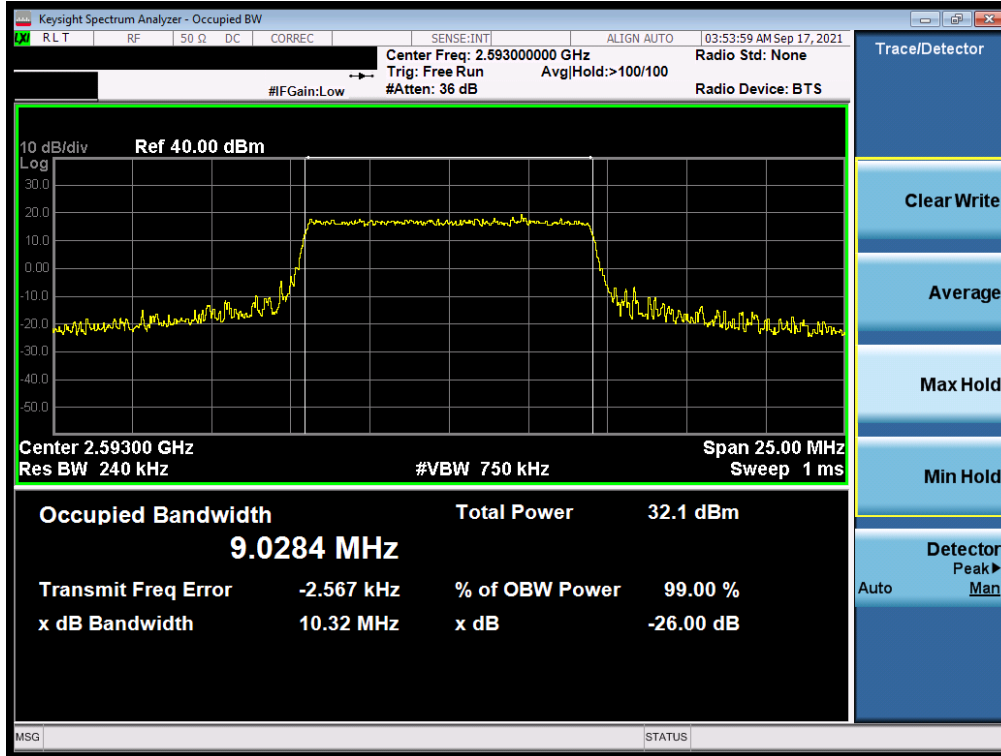 Keysight Spectrum Analyzer - Occupied BW
LXI RLT RF 50 Ω DC CORREC SENSE:INT ALIGN AUTO 03:53:59 AM Sep 17, 2021
Center Freq: 2.593000000 GHz Radio Std: None
Trig: Free Run Avg|Hold:>100/100
#IFGain:Low #Atten: 36 dB Radio Device: BTS
10 dB/div Ref 40.00 dBm
Log
30.0
20.0
10.0
0.00
-10.0
-20.0
-30.0
-40.0
-50.0
Center 2.59300 GHz Span 25.00 MHz
Res BW 240 kHz #VBW 750 kHz Sweep 1 ms
Occupied Bandwidth Total Power 32.1 dBm
9.0284 MHz
Transmit Freq Error -2.567 kHz % of OBW Power 99.00 %
x dB Bandwidth 10.32 MHz x dB -26.00 dB
MSG STATUS
Trace/Detector
Clear Write
Average
Max Hold
Min Hold
Detector
Peak▶
Auto Man